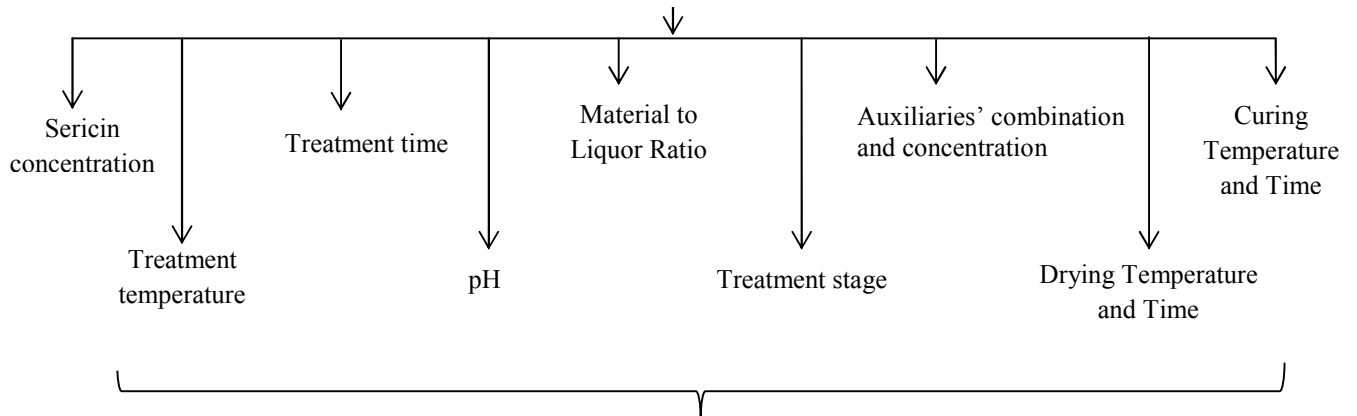 Sericin
concentration
Treatment
temperature
Treatment time
pH
Material to
Liquor Ratio
Treatment stage
Auxiliaries’ combination
and concentration
Drying Temperature
and Time
Curing
Temperature
and Time